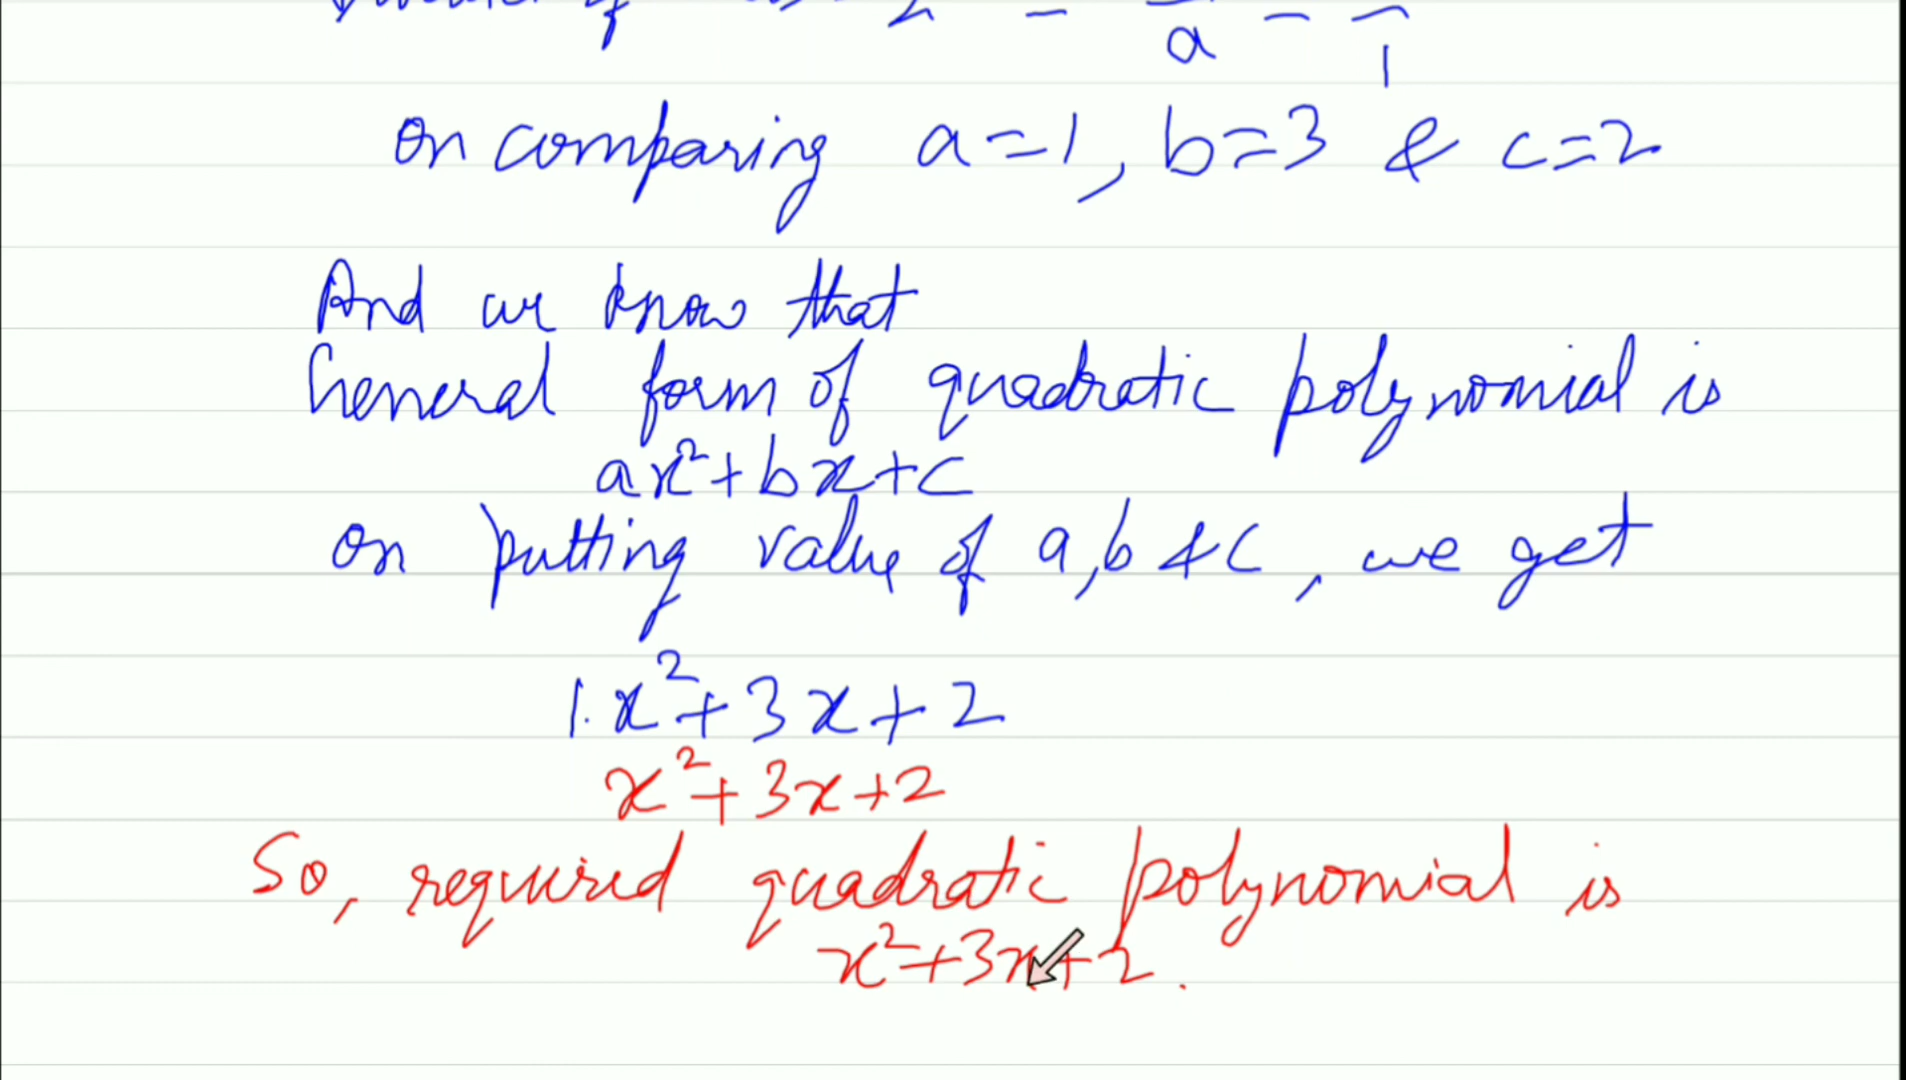 2 = a = 1
On comparing a=1, b=3 & c=2
And we know that
General form of quadratic polynomial is
ax²+bx+c
on putting value of a, b & c, we get
1.x²+3x+2
x²+3x+2
So, required quadratic polynomial is
x²+3x+2.